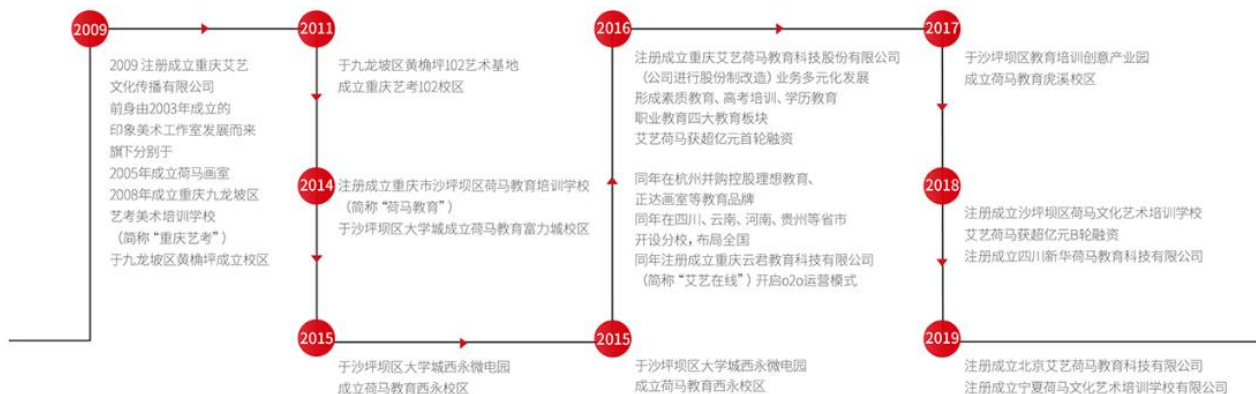 2009
2009 注册成立重庆艾艺
文化传播有限公司
前身由2003年成立的
印象美术工作室发展而来
旗下分别于
2005年成立荷马画室
2008年成立重庆九龙坡区
艺考美术培训学校
（简称“重庆艺考”）
于九龙坡区黄桷坪成立校区
2011
于九龙坡区黄桷坪102艺术基地
成立重庆艺考102校区
2014
注册成立重庆市沙坪坝区荷马教育培训学校
（简称“荷马教育”）
于沙坪坝区大学城成立荷马教育富力城校区
2015
于沙坪坝区大学城西永微电园
成立荷马教育西永校区
2015
于沙坪坝区大学城西永微电园
成立荷马教育西永校区
2016
注册成立重庆艾艺荷马教育科技股份有限公司
（公司进行股份制改造）业务多元化发展
形成素质教育、高考培训、学历教育
职业教育四大教育板块
艾艺荷马获超亿元首轮融资
同年在杭州并购控股理想教育、
正达画室等教育品牌
同年在四川、云南、河南、贵州等省市
开设分校，布局全国
同年注册成立重庆云君教育科技有限公司
（简称“艾艺在线”）开启o2o运营模式
2017
于沙坪坝区教育培训创意产业园
成立荷马教育虎溪校区
2018
注册成立沙坪坝区荷马文化艺术培训学校
艾艺荷马获超亿元B轮融资
注册成立四川新华荷马教育科技有限公司
2019
注册成立北京艾艺荷马教育科技有限公司
注册成立宁夏荷马文化艺术培训学校有限公司